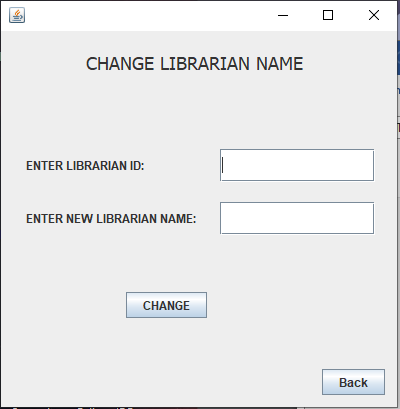 CHANGE LIBRARIAN NAME
ENTER LIBRARIAN ID:
ENTER NEW LIBRARIAN NAME:
CHANGE
Back